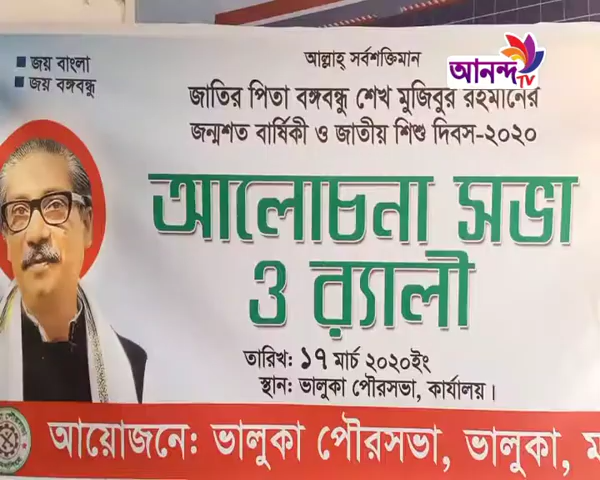 জয় বাংলা
জয় বঙ্গবন্ধু
আল্লাহ্ সর্বশক্তিমান
আনন্দ TV
জাতির পিতা বঙ্গবন্ধু শেখ মুজিবুর রহমানের
জন্মশত বার্ষিকী ও জাতীয় শিশু দিবস-২০২০
আলোচনা সভা
ও র‍্যালী
তারিখ: ১৭ মার্চ ২০২০ইং
স্থান: ভালুকা পৌরসভা, কার্যালয়।
আয়োজনে: ভালুকা পৌরসভা, ভালুকা, ম